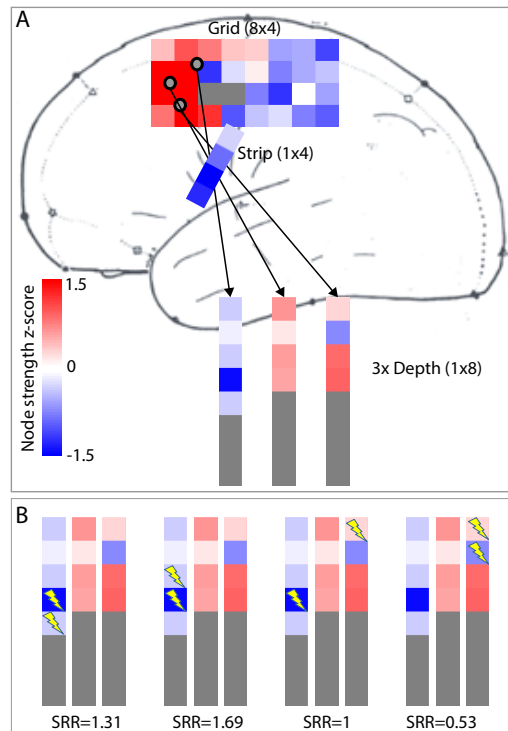 A
Grid (8x4)
Strip (1x4)
Node strength z-score
1.5
0
-1.5
3x Depth (1x8)
B
SRR=1.31
SRR=1.69
SRR=1
SRR=0.53